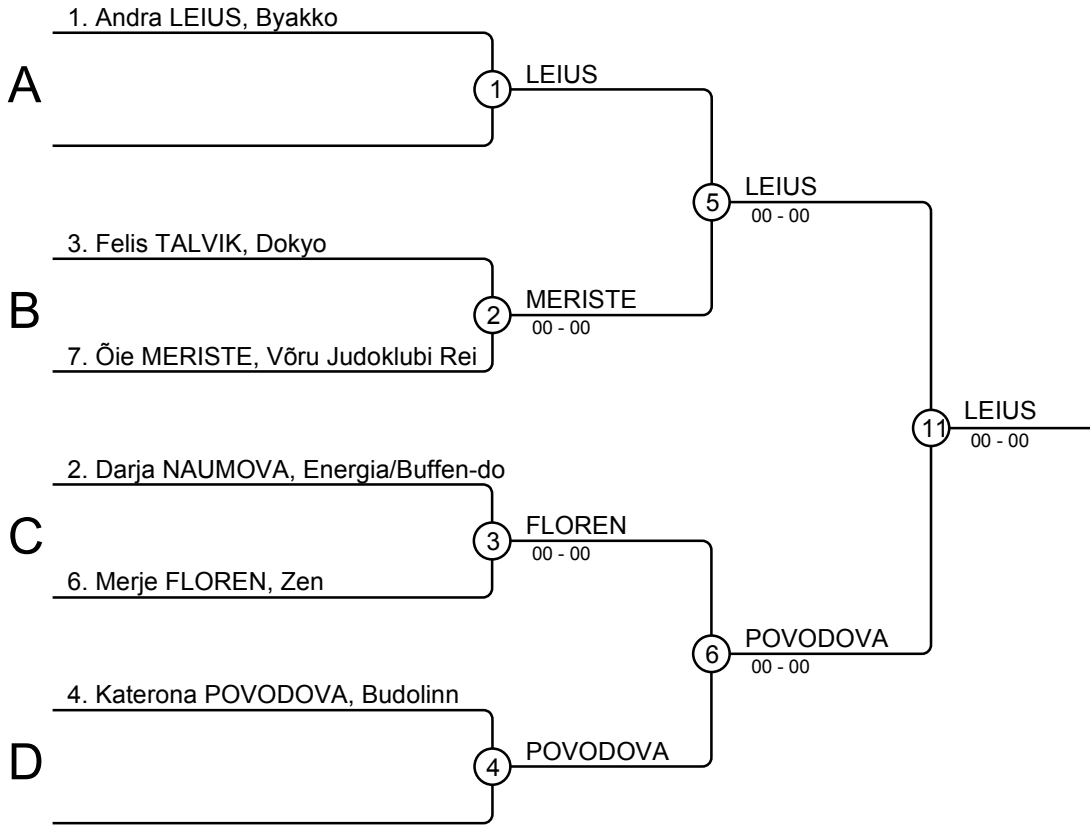 1. Andra LEIUS, Byakko
A
1
LEIUS
5
LEIUS
00 - 00
3. Felis TALVIK, Dokyo
B
2
MERISTE
00 - 00
7. Õie MERISTE, Võru Judoklubi Rei
11
LEIUS
00 - 00
2. Darja NAUMOVA, Energia/Buffen-do
C
3
FLOREN
00 - 00
6. Merje FLOREN, Zen
6
POVODOVA
00 - 00
4. Katerona POVODOVA, Budolinn
D
4
POVODOVA